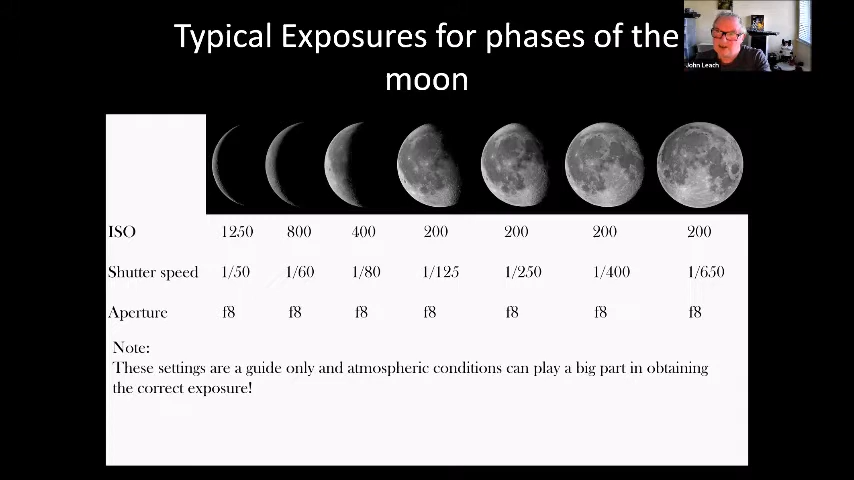 Typical Exposures for phases of the
moon
John Leach
ISO 1250 800 400 200 200 200 200
Shutter speed 1/50 1/60 1/80 1/125 1/250 1/400 1/650
Aperture f8 f8 f8 f8 f8 f8 f8
Note:
These settings are a guide only and atmospheric conditions can play a big part in obtaining
the correct exposure!